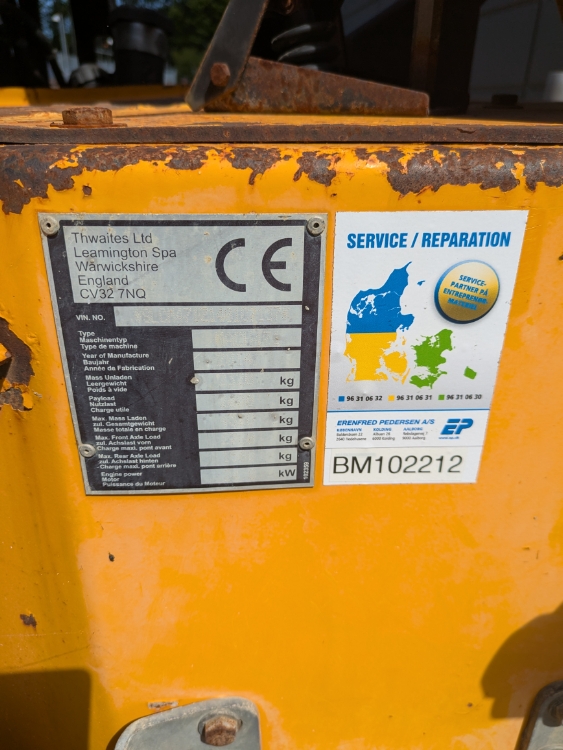 Thwaites Ltd
Leamington Spa
Warwickshire
England
CV32 7NQ
CE
VIN. NO.
Type
Maschinentyp
Type de machine
Year of Manufacture
Baujahr
Année de Fabrication
Mass Unladen
Leergewicht
Poids à vide
kg
Payload
Nutzlast
Charge utile
kg
Max. Mass Laden
zul. Gesamtgewicht
Masse totale en charge
kg
Max. Front Axle Load
zul. Achslast vorn
Charge maxi. pont avant
kg
Max. Rear Axle Load
zul. Achslast hinten
Charge maxi. pont arrière
kg
Engine power
Motor
Puissance du Moteur
kW
SERVICE / REPARATION
SERVICE-
PARTNER PÅ
ENTREPRENØR-
MATERIEL
96 31 06 32 96 31 06 31 96 31 06 30
ERENFRED PEDERSEN A/S
KØBENHAVN KOLDING AALBORG
EP
BM102212